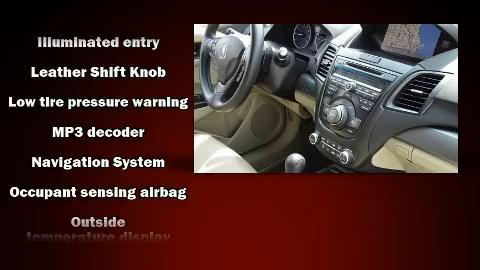 Illuminated entry
Leather Shift Knob
Low tire pressure warning
MP3 decoder
Navigation System
Occupant sensing airbag
Outside
temperature display